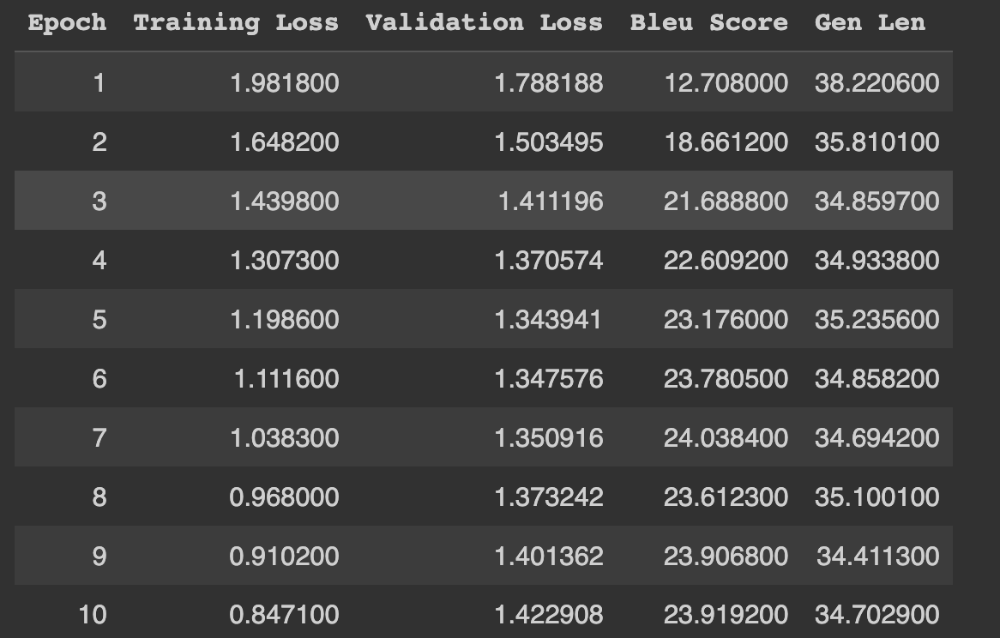 Epoch Training Loss Validation Loss Bleu Score Gen Len
1 1.981800 1.788188 12.708000 38.220600
2 1.648200 1.503495 18.661200 35.810100
3 1.439800 1.411196 21.688800 34.859700
4 1.307300 1.370574 22.609200 34.933800
5 1.198600 1.343941 23.176000 35.235600
6 1.111600 1.347576 23.780500 34.858200
7 1.038300 1.350916 24.038400 34.694200
8 0.968000 1.373242 23.612300 35.100100
9 0.910200 1.401362 23.906800 34.411300
10 0.847100 1.422908 23.919200 34.702900